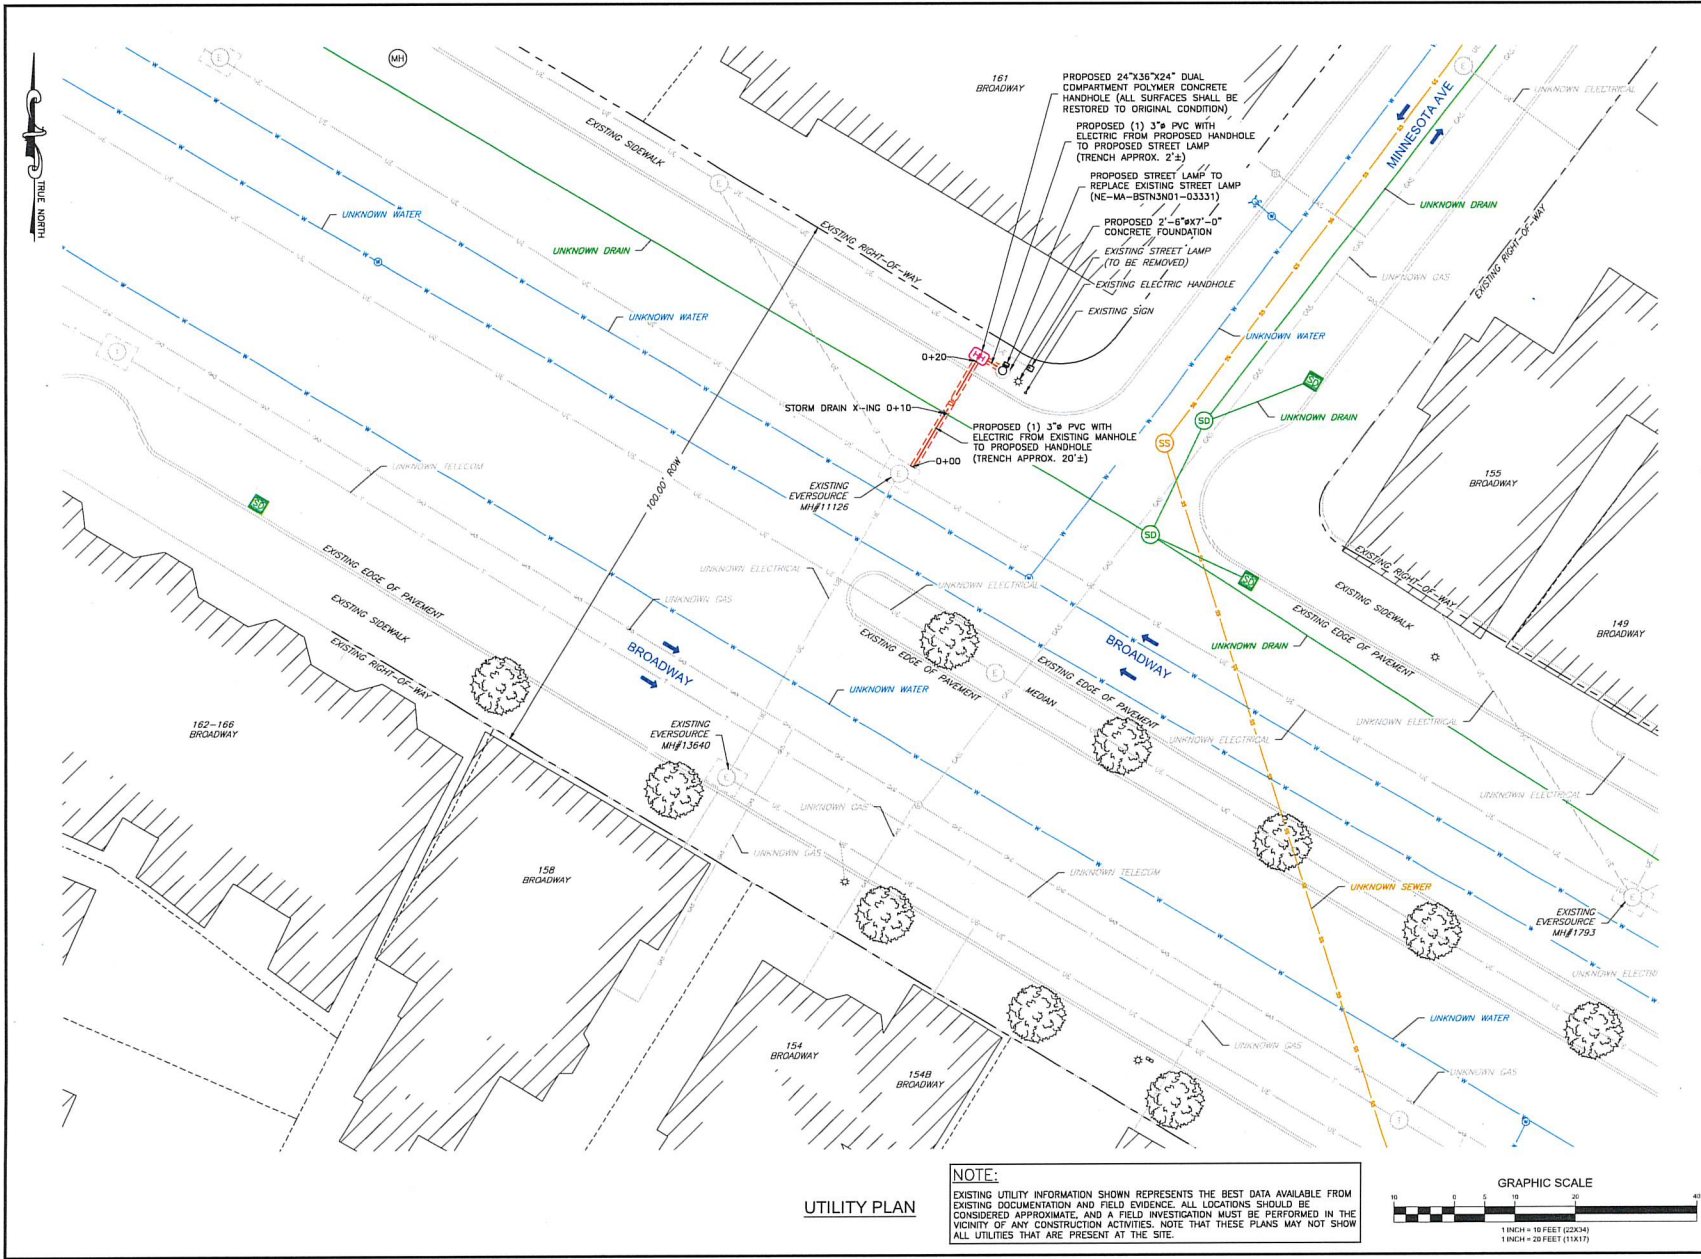 TRUE NORTH
E
MH
161
BROADWAY
PROPOSED 24"X36"X24" DUAL
COMPARTMENT POLYMER CONCRETE
HANDHOLE (ALL SURFACES SHALL BE
RESTORED TO ORIGINAL CONDITION)
PROPOSED (1) 3"ø PVC WITH
ELECTRIC FROM PROPOSED HANDHOLE
TO PROPOSED STREET LAMP
(TRENCH APPROX. 2'±)
PROPOSED STREET LAMP TO
REPLACE EXISTING STREET LAMP
(NE-MA-BSTN3N01-03331)
PROPOSED 2'-6"øX7'-0"
CONCRETE FOUNDATION
EXISTING STREET LAMP
(TO BE REMOVED)
EXISTING ELECTRIC HANDHOLE
EXISTING SIGN
MINNESOTA AVE
UNKNOWN ELECTRICAL
UNKNOWN DRAIN
UNKNOWN GAS
EXISTING RIGHT-OF-WAY
UNKNOWN WATER
UNKNOWN DRAIN
EXISTING SIDEWALK
EXISTING RIGHT-OF-WAY
UNKNOWN WATER
UNKNOWN DRAIN
UNKNOWN WATER
HH
0+20
STORM DRAIN X-ING 0+10
PROPOSED (1) 3"ø PVC WITH
ELECTRIC FROM EXISTING MANHOLE
TO PROPOSED HANDHOLE
(TRENCH APPROX. 20'±)
0+00
EXISTING
EVERSOURCE
MH#11126
100.00' ROW
SD
SD
SS
SD
SD
SD
155
BROADWAY
149
BROADWAY
UNKNOWN TELECOM
EXISTING EDGE OF PAVEMENT
EXISTING SIDEWALK
EXISTING RIGHT-OF-WAY
UNKNOWN ELECTRICAL
UNKNOWN GAS
UNKNOWN ELECTRICAL
BROADWAY
EXISTING EDGE OF PAVEMENT
MEDIAN
EXISTING EDGE OF PAVEMENT
BROADWAY
UNKNOWN DRAIN
EXISTING RIGHT-OF-WAY
EXISTING SIDEWALK
EXISTING EDGE OF PAVEMENT
UNKNOWN WATER
UNKNOWN ELECTRICAL
UNKNOWN ELECTRICAL
UNKNOWN ELECTRICAL
162-166
BROADWAY
EXISTING
EVERSOURCE
MH#13640
UNKNOWN GAS
UNKNOWN GAS
158
BROADWAY
UNKNOWN TELECOM
UNKNOWN SEWER
EXISTING
EVERSOURCE
MH#1793
UNKNOWN ELECTRI
UNKNOWN WATER
UNKNOWN GAS
UNKNOWN GAS
154
BROADWAY
154B
BROADWAY
T
UTILITY PLAN
NOTE:
EXISTING UTILITY INFORMATION SHOWN REPRESENTS THE BEST DATA AVAILABLE FROM
EXISTING DOCUMENTATION AND FIELD EVIDENCE. ALL LOCATIONS SHOULD BE
CONSIDERED APPROXIMATE, AND A FIELD INVESTIGATION MUST BE PERFORMED IN THE
VICINITY OF ANY CONSTRUCTION ACTIVITIES. NOTE THAT THESE PLANS MAY NOT SHOW
ALL UTILITIES THAT ARE PRESENT AT THE SITE.
GRAPHIC SCALE
10 0 5 10 20 40
1 INCH = 10 FEET (22X34)
1 INCH = 20 FEET (11X17)